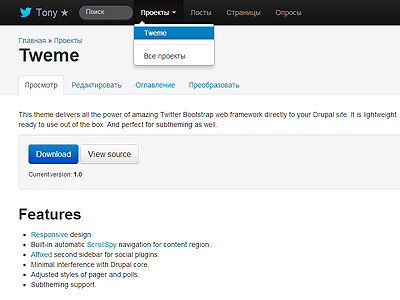 Tony ★ Поиск Проекты Посты Страницы Опросы
Tweme
Все проекты
Главная » Проекты
Tweme
Просмотр Редактировать Оглавление Преобразовать
This theme delivers all the power of amazing Twitter Bootstrap web framework directly to your Drupal site. It is lightweight
ready to use out of the box. And perfect for subtheming as well.
Download View source
Current version: 1.0
Features
Responsive design.
Built-in automatic ScrollSpy navigation for content region.
Affixed second sidebar for social plugins.
Minimal interference with Drupal core.
Adjusted styles of pager and polls.
Subtheming support.